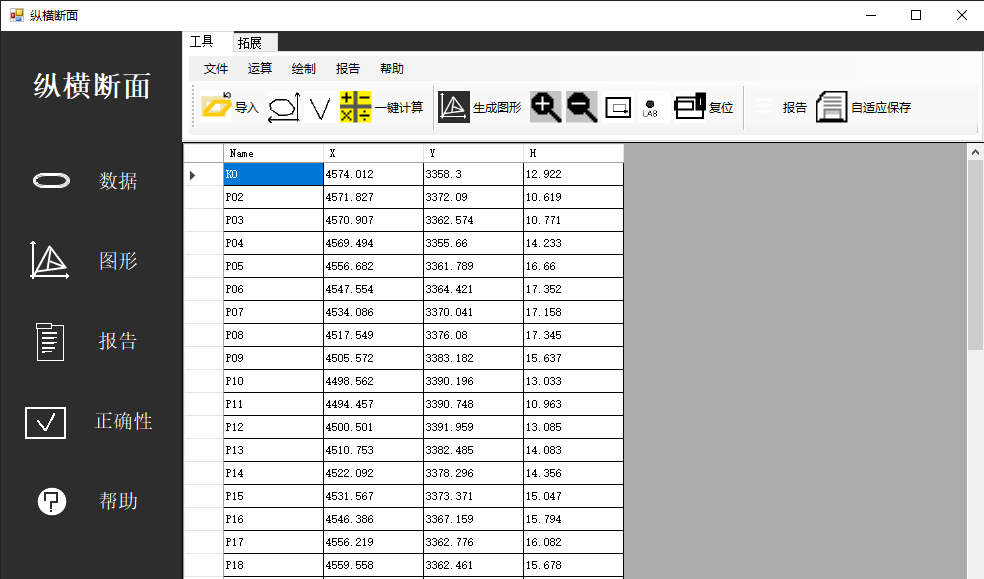 纵横断面
纵横断面
数据
图形
报告
正确性
帮助
工具 拓展
文件 运算 绘制 报告 帮助
导入 一键计算 生成图形 LAB 复位 报告 自适应保存
Name X Y H
K0 4574.012 3358.3 12.922
P02 4571.827 3372.09 10.619
P03 4570.907 3362.574 10.771
P04 4569.494 3355.66 14.233
P05 4556.682 3361.789 16.66
P06 4547.554 3364.421 17.352
P07 4534.086 3370.041 17.158
P08 4517.549 3376.08 17.345
P09 4505.572 3383.182 15.637
P10 4498.562 3390.196 13.033
P11 4494.457 3390.748 10.963
P12 4500.501 3391.959 13.085
P13 4510.753 3382.485 14.083
P14 4522.092 3378.296 14.356
P15 4531.567 3373.371 15.047
P16 4546.386 3367.159 15.794
P17 4556.219 3362.776 16.082
P18 4559.558 3362.461 15.678